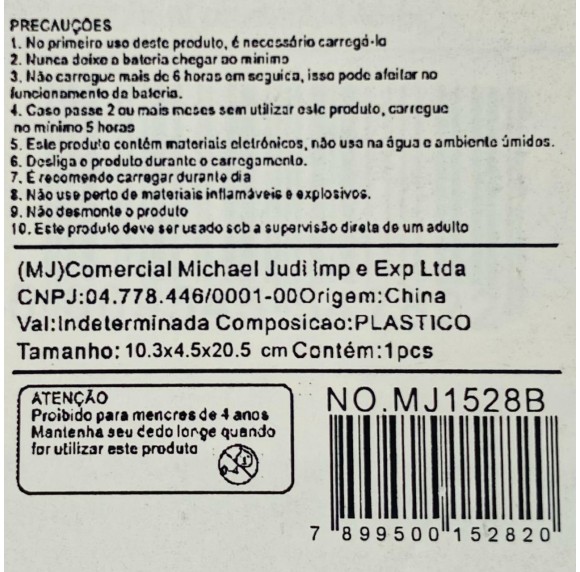 PRECAUÇÕES
1. No primeiro uso deste produto, é necessário carregá-lo
2. Nunca deixe a bateria chegar ao mínimo
3. Não carregue mais de 6 horas em seguica, isso pode afeitar no
funcionamento da bateria.
4. Caso passe 2 ou mais meses sem utilizar este produto, carregue
no mínimo 5 horas
5. Este produto contém materiais eletrónicos, não usa na água e ambiente úmidos.
6. Desliga o produto durante o carregamento.
7. É recomendo carregar durante dia
8. Não use perto de materiais inflamáveis e explosivos.
9. Não desmonte o produto
10. Este produto deve ser usado sob a supervisão direta de um adulto
(MJ)Comercial Michael Judi Imp e Exp Ltda
CNPJ:04.778.446/0001-00Origem:China
Val:Indeterminada Composicao:PLASTICO
Tamanho: 10.3x4.5x20.5 cm Contém:1pcs
ATENÇÃO
Proibido para menores de 4 anos
Mantenha seu dedo longe quando
for utilizar este produto
NO.MJ1528B
7 899500 152820